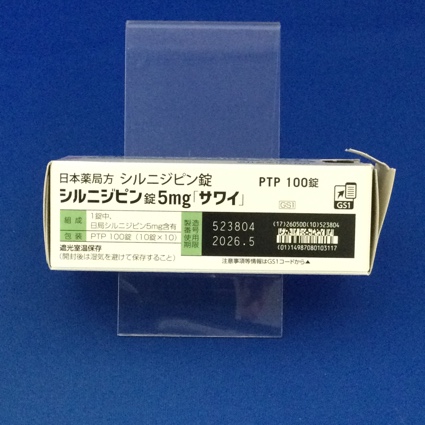 日本薬局方 シルニジピン錠
シルニジピン錠5mg「サワイ」
PTP 100錠
GS1
GS1
組成 1錠中、
日局シルニジピン5mg含有
包装 PTP 100錠（10錠×10）
遮光室温保存
（開封後は湿気を避けて保存すること）
製造番号 523804
使用期限 2026.5
(17)260500(10)523804
(01)14987080103117
注意事項等情報はGS1コードから▲